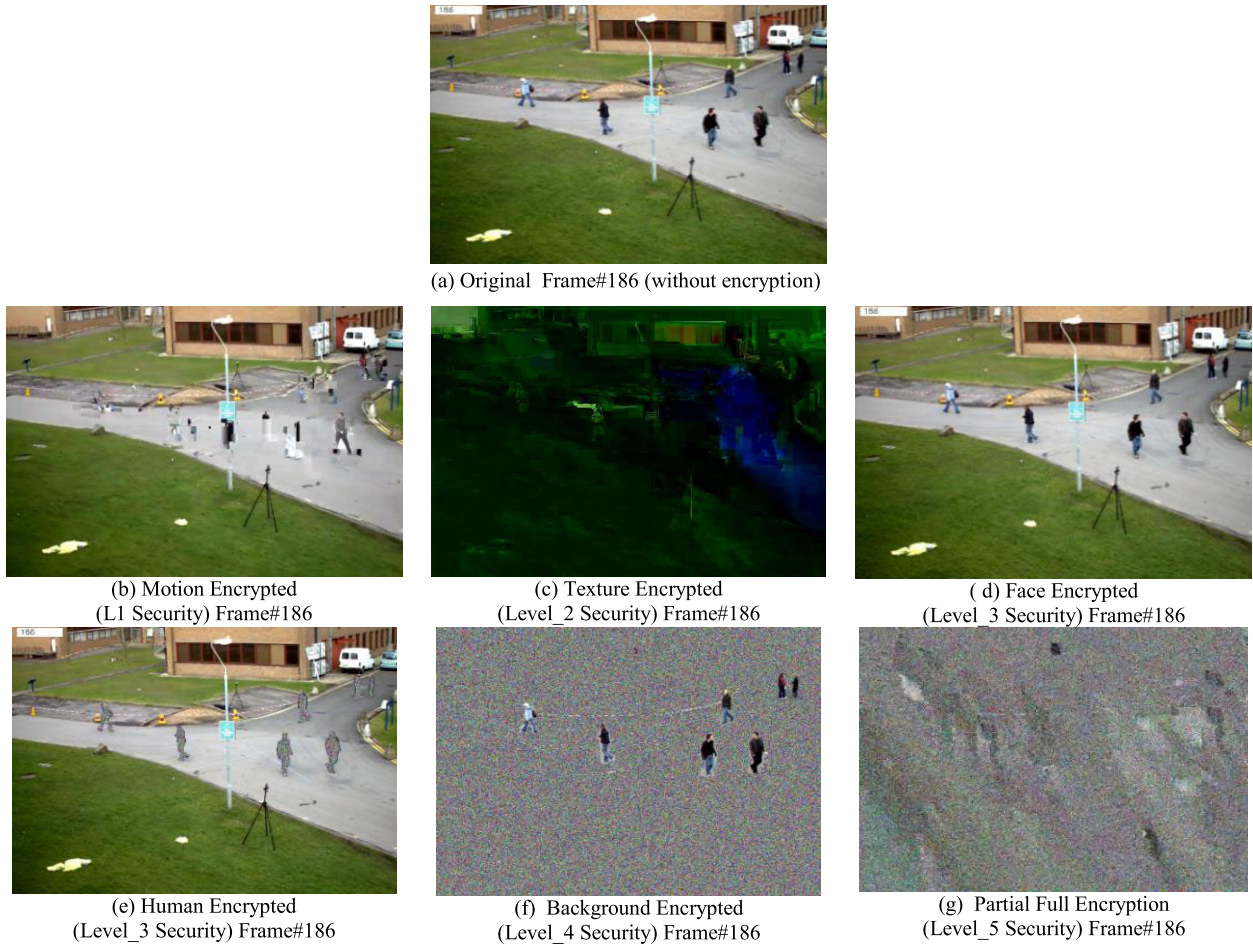 186
(a) Original Frame#186 (without encryption)
186
(b) Motion Encrypted
(L1 Security) Frame#186
(c) Texture Encrypted
(Level_2 Security) Frame#186
( d) Face Encrypted
(Level_3 Security) Frame#186
186
(e) Human Encrypted
(Level_3 Security) Frame#186
(f) Background Encrypted
(Level_4 Security) Frame#186
(g) Partial Full Encryption
(Level_5 Security) Frame#186